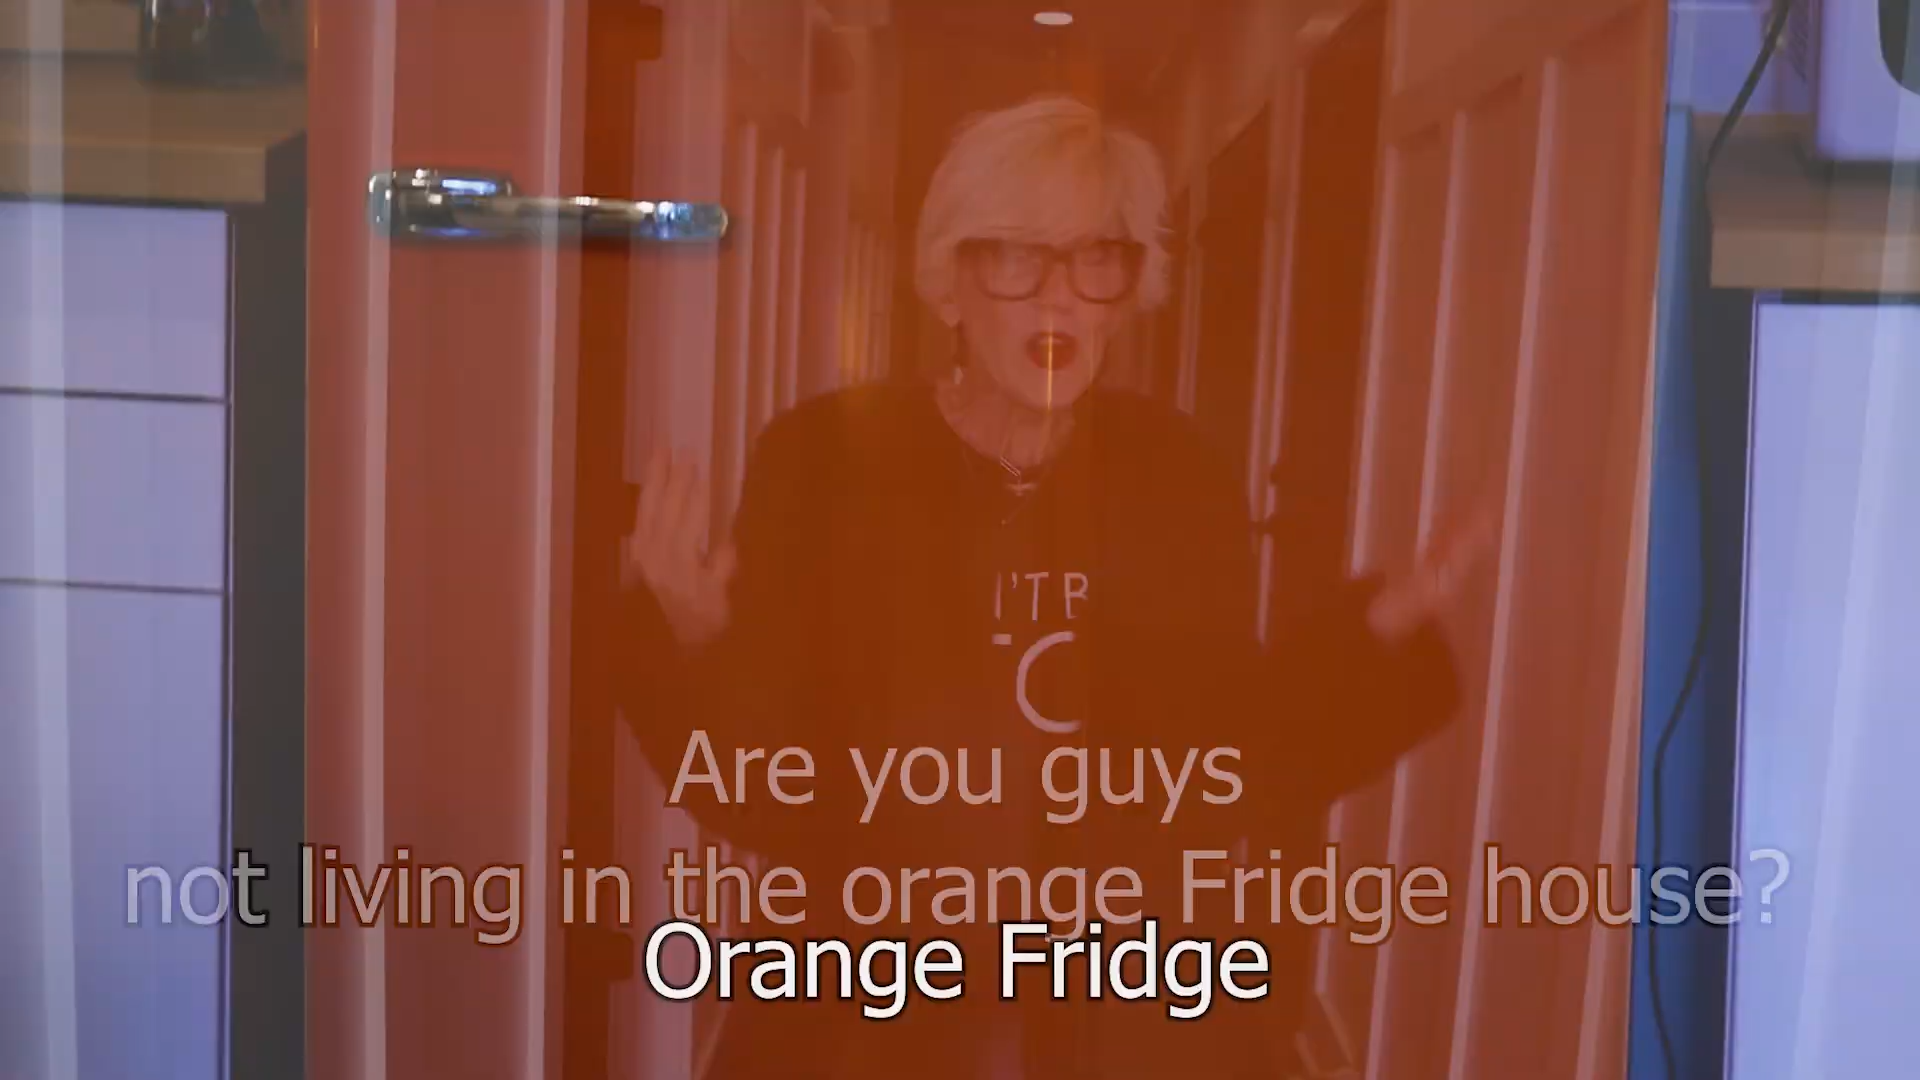 I'T B
Are you guys
not living in the orange Fridge house?
Orange Fridge